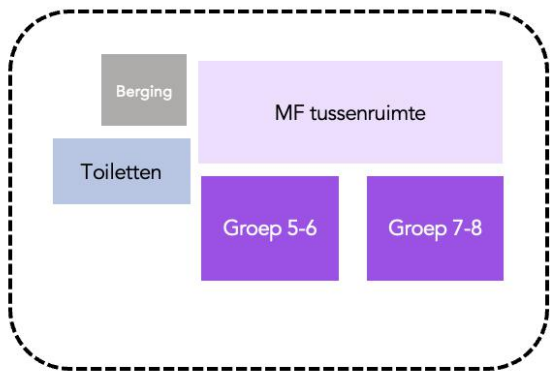 Berging
MF tussenruimte
Toiletten
Groep 5-6
Groep 7-8